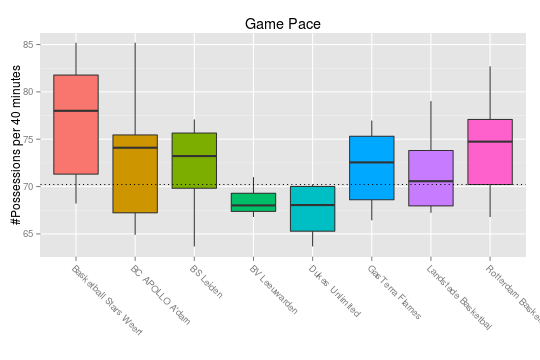 Game Pace
#Possessions per 40 minutes
85
80
75
70
65
Basketball Stars Weert
BC APOLLO A'dam
BS Leiden
BV Leeuwarden
Dukes Unlimited
GasTerra Flames
Landstede Basketbal
Rotterdam